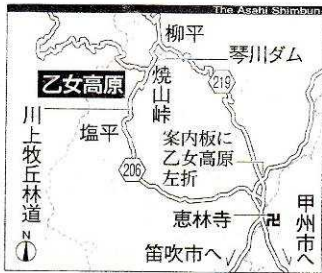 The Asahi Shimbun
柳平
琴川ダム
乙女高原
焼山峠
219
川上牧丘林道
塩平
案内板に
乙女高原
左折
206
恵林寺
卍
甲州市へ
笛吹市へ
N